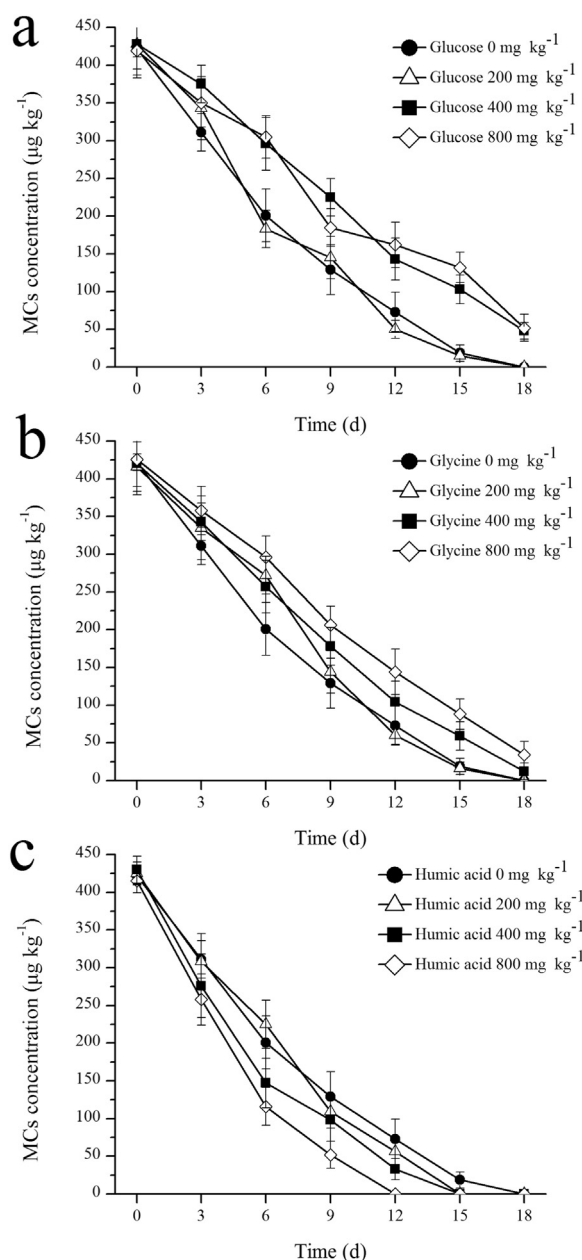 a
450
400
350
300
250
200
150
100
50
0
MCs concentration (μg kg-1)
Glucose 0 mg kg-1
Glucose 200 mg kg-1
Glucose 400 mg kg-1
Glucose 800 mg kg-1
0 3 6 9 12 15 18
Time (d)
b
450
400
350
300
250
200
150
100
50
0
MCs concentration (μg kg-1)
Glycine 0 mg kg-1
Glycine 200 mg kg-1
Glycine 400 mg kg-1
Glycine 800 mg kg-1
0 3 6 9 12 15 18
Time (d)
c
450
400
350
300
250
200
150
100
50
0
MCs concentration (μg kg-1)
Humic acid 0 mg kg-1
Humic acid 200 mg kg-1
Humic acid 400 mg kg-1
Humic acid 800 mg kg-1
0 3 6 9 12 15 18
Time (d)